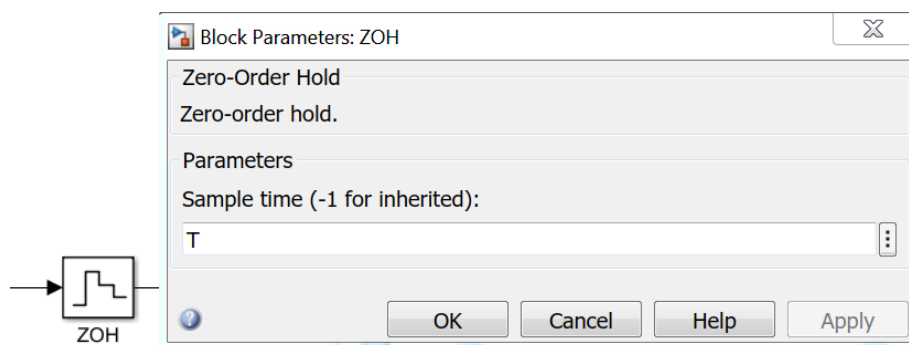 Block Parameters: ZOH
Zero-Order Hold
Zero-order hold.
Parameters
Sample time (-1 for inherited):
T
ZOH
OK Cancel Help Apply